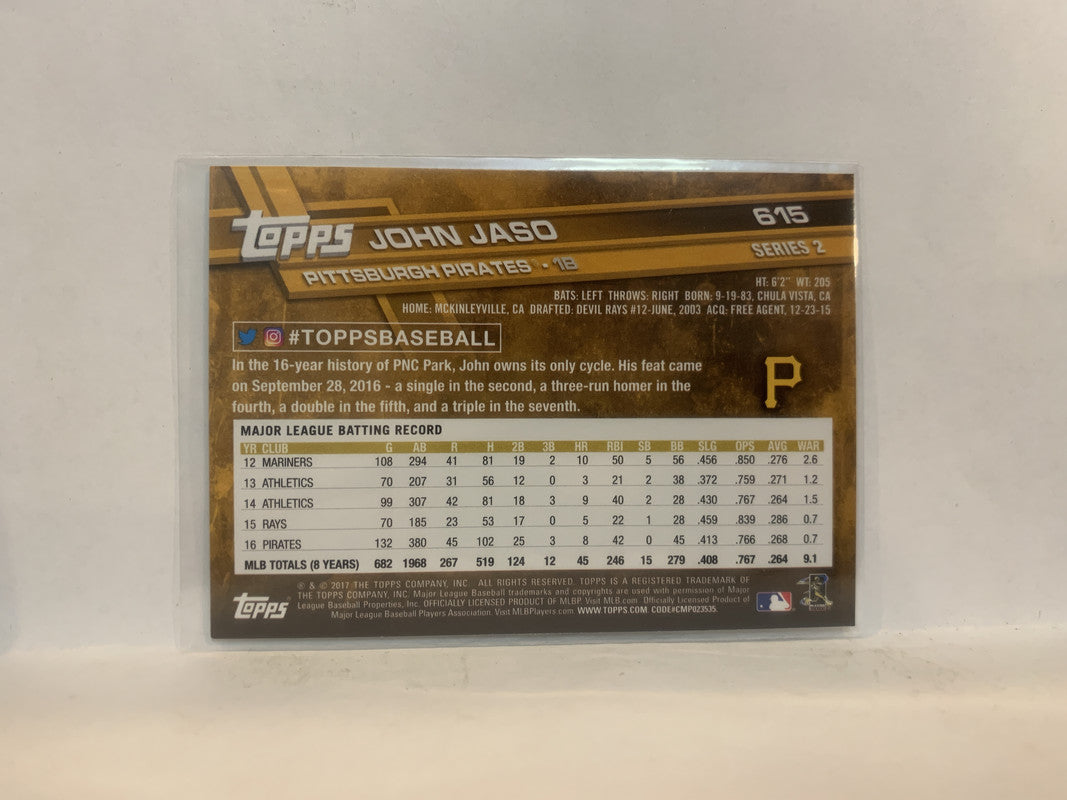 topps JOHN JASO 615
PITTSBURGH PIRATES · 1B SERIES 2
HT: 6'2" WT: 205
BATS: LEFT THROWS: RIGHT BORN: 9-19-83, CHULA VISTA, CA
HOME: MCKINLEYVILLE, CA DRAFTED: DEVIL RAYS #12-JUNE, 2003 ACQ: FREE AGENT, 12-23-15
#TOPPSBASEBALL
In the 16-year history of PNC Park, John owns its only cycle. His feat came
on September 28, 2016 - a single in the second, a three-run homer in the
fourth, a double in the fifth, and a triple in the seventh.
P
MAJOR LEAGUE BATTING RECORD
YR CLUB G AB R H 2B 3B HR RBI SB BB SLG OPS AVG WAR
12 MARINERS 108 294 41 81 19 2 10 50 5 56 .456 .850 .276 2.6
13 ATHLETICS 70 207 31 56 12 0 3 21 2 38 .372 .759 .271 1.2
14 ATHLETICS 99 307 42 81 18 3 9 40 2 28 .430 .767 .264 1.5
15 RAYS 70 185 23 53 17 0 5 22 1 28 .459 .839 .286 0.7
16 PIRATES 132 380 45 102 25 3 8 42 0 45 .413 .766 .268 0.7
MLB TOTALS (8 YEARS) 682 1968 267 519 124 12 45 246 15 279 .408 .767 .264 9.1
® & © 2017 THE TOPPS COMPANY, INC. ALL RIGHTS RESERVED. TOPPS IS A REGISTERED TRADEMARK OF
THE TOPPS COMPANY, INC. Major League Baseball trademarks and copyrights are used with permission of Major
League Baseball Properties, Inc. OFFICIALLY LICENSED PRODUCT OF MLBP Visit MLB.com Officially Licensed Product of
Major League Baseball Players Association. Visit MLBPlayers.com WWW.TOPPS.COM CODE#CMP023535.
topps